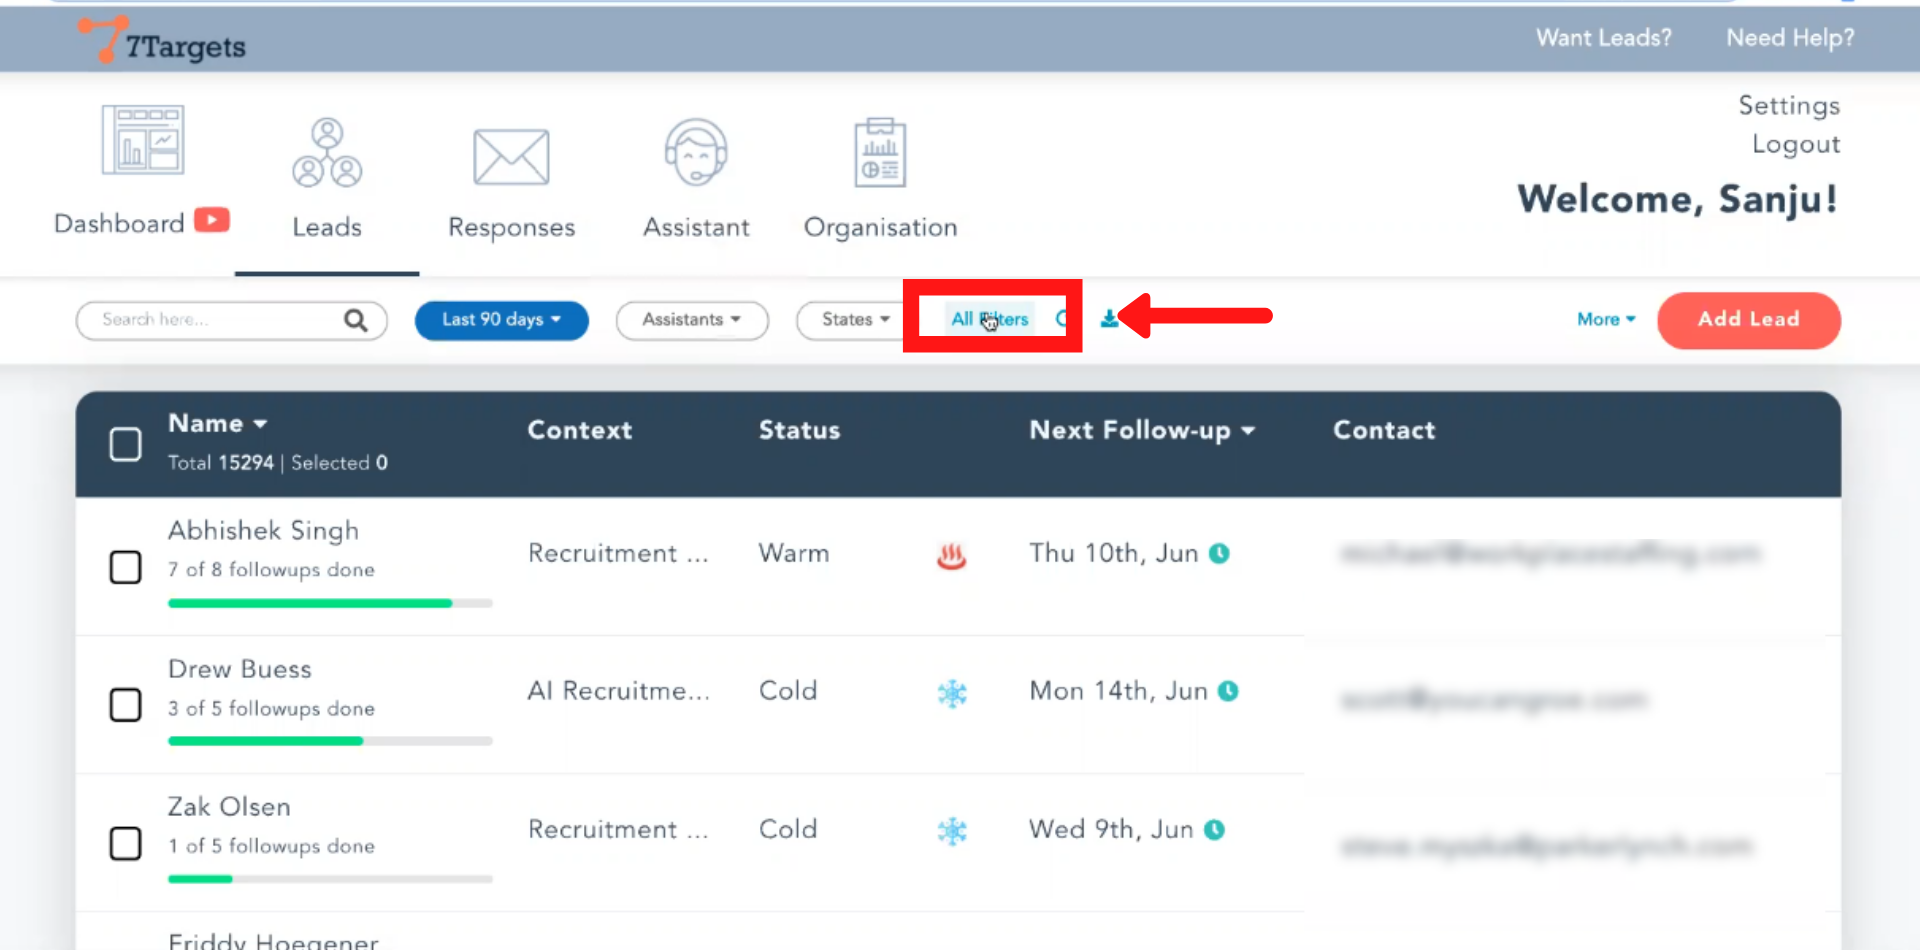 7Targets
Want Leads?
Need Help?
Dashboard
Leads
Responses
Assistant
Organisation
Settings
Logout
Welcome, Sanju!
Search here...
Last 90 days
Assistants
States
All Filters
More
Add Lead
Name
Total 15294 | Selected 0
Context
Status
Next Follow-up
Contact
Abhishek Singh
7 of 8 followups done
Recruitment ...
Warm
Thu 10th, Jun
Drew Buess
3 of 5 followups done
AI Recruitme...
Cold
Mon 14th, Jun
Zak Olsen
1 of 5 followups done
Recruitment ...
Cold
Wed 9th, Jun
Friddy Hoegener